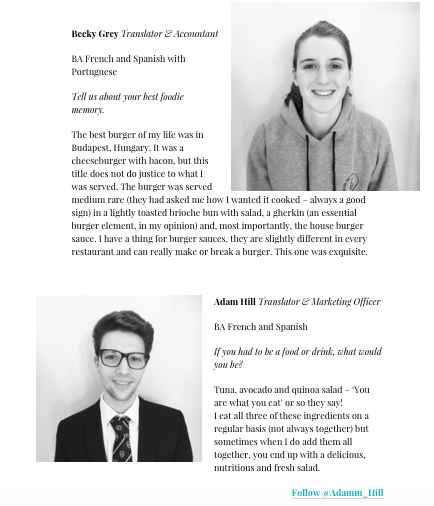 Becky Grey Translator & Accountant
BA French and Spanish with
Portuguese
Tell us about your best foodie
memory.
The best burger of my life was in
Budapest, Hungary. It was a
cheeseburger with bacon, but this
title does not do justice to what I
was served. The burger was served
medium rare (they had asked me how I wanted it cooked – always a good
sign) in a lightly toasted brioche bun with salad, a gherkin (an essential
burger element, in my opinion) and, most importantly, the house burger
sauce. I have a thing for burger sauces, they are slightly different in every
restaurant and can really make or break a burger. This one was exquisite.
Adam Hill Translator & Marketing Officer
BA French and Spanish
If you had to be a food or drink, what would
you be?
Tuna, avocado and quinoa salad – ‘You
are what you eat’ or so they say!
I eat all three of these ingredients on a
regular basis (not always together) but
sometimes when I do add them all
together, you end up with a delicious,
nutritious and fresh salad.
Follow @Adamm_Hill